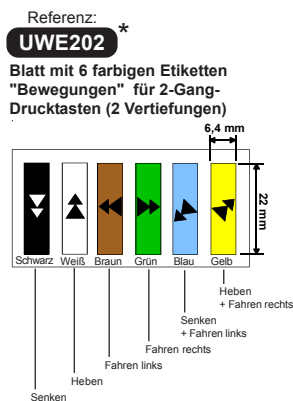 Referenz:
UWE202*
Blatt mit 6 farbigen Etiketten
"Bewegungen" für 2-Gang-
Drucktasten (2 Vertiefungen)
6,4 mm
22 mm
Schwarz Weiß Braun Grün Blau Gelb
Heben
+ Fahren rechts
Senken
+ Fahren links
Fahren rechts
Fahren links
Heben
Senken